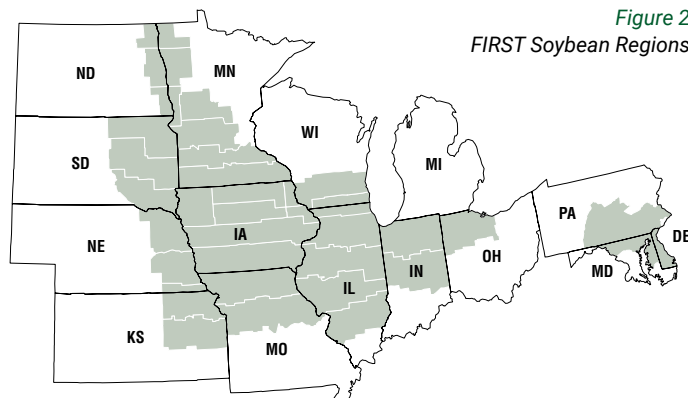 Figure 2
FIRST Soybean Regions
ND
MN
WI
MI
SD
PA
DE
NE
IA
IN
OH
MD
IL
KS
MO